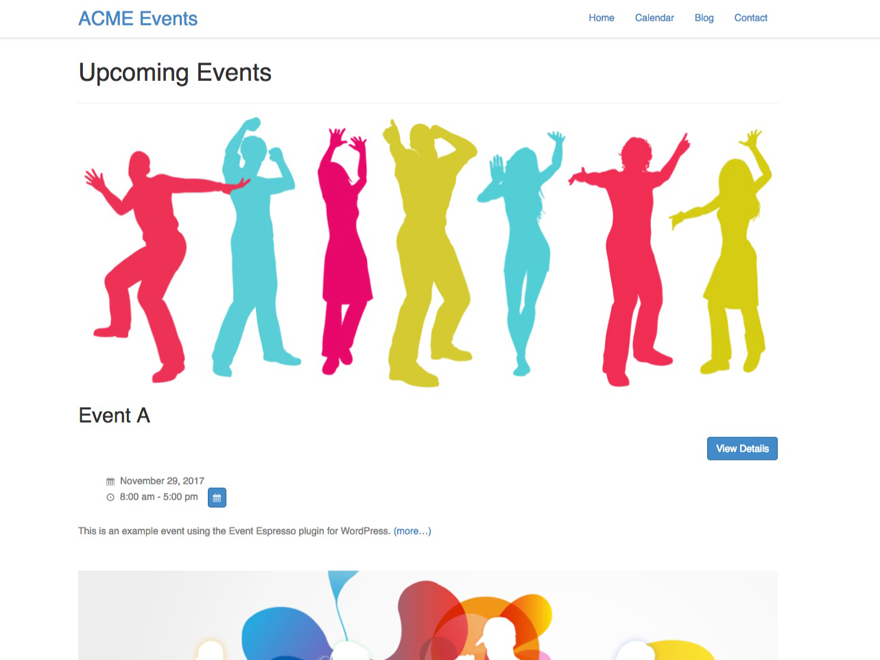 ACME Events
Home Calendar Blog Contact
Upcoming Events
Event A
View Details
November 29, 2017
8:00 am - 5:00 pm
This is an example event using the Event Espresso plugin for WordPress. (more…)